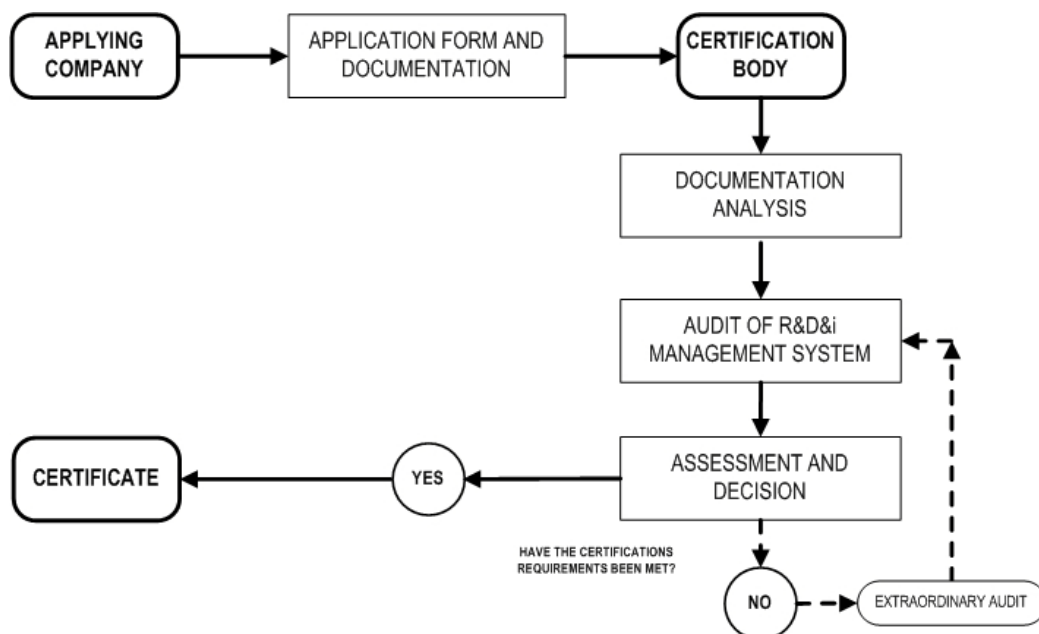 APPLYING
COMPANY
APPLICATION FORM AND
DOCUMENTATION
CERTIFICATION
BODY
DOCUMENTATION
ANALYSIS
AUDIT OF R&D&i
MANAGEMENT SYSTEM
ASSESSMENT AND
DECISION
YES
CERTIFICATE
HAVE THE CERTIFICATIONS
REQUIREMENTS BEEN MET?
NO
EXTRAORDINARY AUDIT